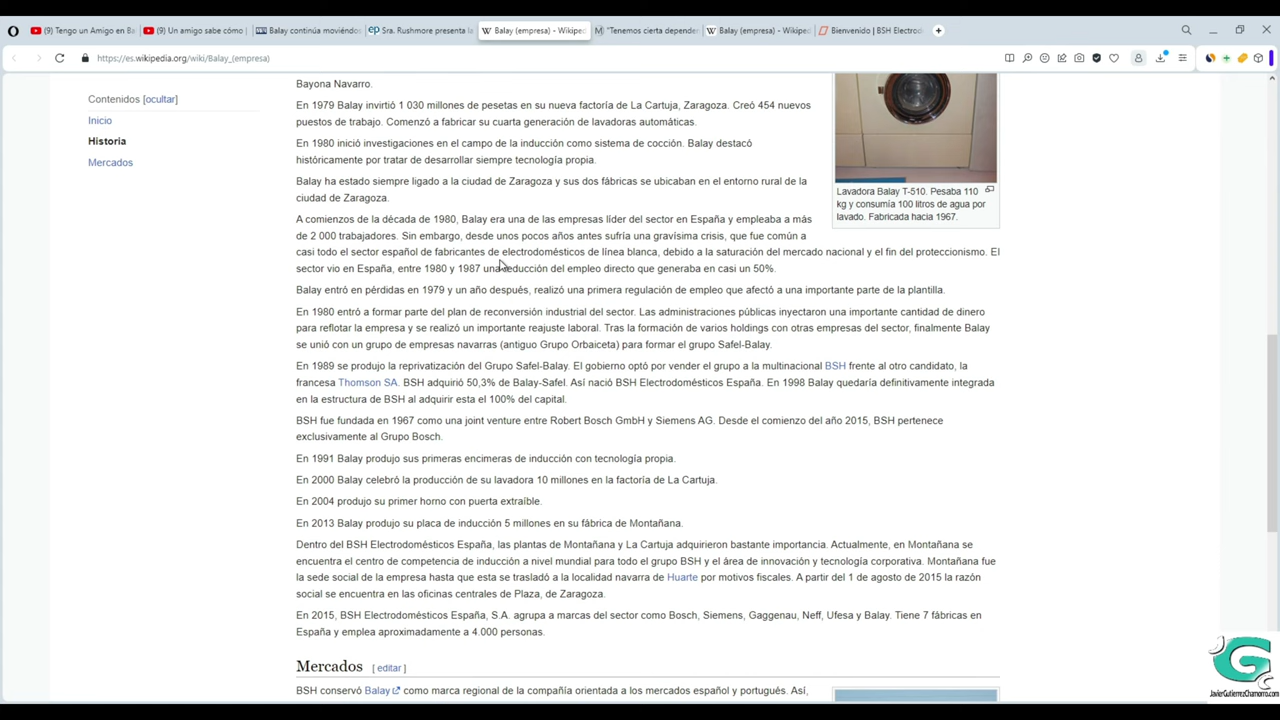 (9) Tengo un Amigo en Ba
(9) Un amigo sabe cómo
Balay continúa moviéndos
Sra. Rushmore presenta la
Balay (empresa) - Wikiped
"Tenemos cierta depende
Balay (empresa) - Wikiped
Bienvenido | BSH Electrod
https://es.wikipedia.org/wiki/Balay_(empresa)
Contenidos [ocultar]
Inicio
Historia
Mercados
Bayona Navarro.
En 1979 Balay invirtió 1 030 millones de pesetas en su nueva factoría de La Cartuja, Zaragoza. Creó 454 nuevos
puestos de trabajo. Comenzó a fabricar su cuarta generación de lavadoras automáticas.
En 1980 inició investigaciones en el campo de la inducción como sistema de cocción. Balay destacó
históricamente por tratar de desarrollar siempre tecnología propia.
Balay ha estado siempre ligado a la ciudad de Zaragoza y sus dos fábricas se ubicaban en el entorno rural de la
ciudad de Zaragoza.
Lavadora Balay T-510. Pesaba 110
kg y consumía 100 litros de agua por
lavado. Fabricada hacia 1967.
A comienzos de la década de 1980, Balay era una de las empresas líder del sector en España y empleaba a más
de 2 000 trabajadores. Sin embargo, desde unos pocos años antes sufría una gravísima crisis, que fue común a
casi todo el sector español de fabricantes de electrodomésticos de línea blanca, debido a la saturación del mercado nacional y el fin del proteccionismo. El
sector vio en España, entre 1980 y 1987 una reducción del empleo directo que generaba en casi un 50%.
Balay entró en pérdidas en 1979 y un año después, realizó una primera regulación de empleo que afectó a una importante parte de la plantilla.
En 1980 entró a formar parte del plan de reconversión industrial del sector. Las administraciones públicas inyectaron una importante cantidad de dinero
para reflotar la empresa y se realizó un importante reajuste laboral. Tras la formación de varios holdings con otras empresas del sector, finalmente Balay
se unió con un grupo de empresas navarras (antiguo Grupo Orbaiceta) para formar el grupo Safel-Balay.
En 1989 se produjo la reprivatización del Grupo Safel-Balay. El gobierno optó por vender el grupo a la multinacional BSH frente al otro candidato, la
francesa Thomson SA. BSH adquirió 50,3% de Balay-Safel. Así nació BSH Electrodomésticos España. En 1998 Balay quedaría definitivamente integrada
en la estructura de BSH al adquirir esta el 100% del capital.
BSH fue fundada en 1967 como una joint venture entre Robert Bosch GmbH y Siemens AG. Desde el comienzo del año 2015, BSH pertenece
exclusivamente al Grupo Bosch.
En 1991 Balay produjo sus primeras encimeras de inducción con tecnología propia.
En 2000 Balay celebró la producción de su lavadora 10 millones en la factoría de La Cartuja.
En 2004 produjo su primer horno con puerta extraíble.
En 2013 Balay produjo su placa de inducción 5 millones en su fábrica de Montañana.
Dentro del BSH Electrodomésticos España, las plantas de Montañana y La Cartuja adquirieron bastante importancia. Actualmente, en Montañana se
encuentra el centro de competencia de inducción a nivel mundial para todo el grupo BSH y el área de innovación y tecnología corporativa. Montañana fue
la sede social de la empresa hasta que esta se trasladó a la localidad navarra de Huarte por motivos fiscales. A partir del 1 de agosto de 2015 la razón
social se encuentra en las oficinas centrales de Plaza, de Zaragoza.
En 2015, BSH Electrodomésticos España, S.A. agrupa a marcas del sector como Bosch, Siemens, Gaggenau, Neff, Ufesa y Balay. Tiene 7 fábricas en
España y emplea aproximadamente a 4.000 personas.
Mercados [ editar ]
BSH conservó Balay como marca regional de la compañía orientada a los mercados español y portugués. Así,
JavierGutierrezChamorro.com